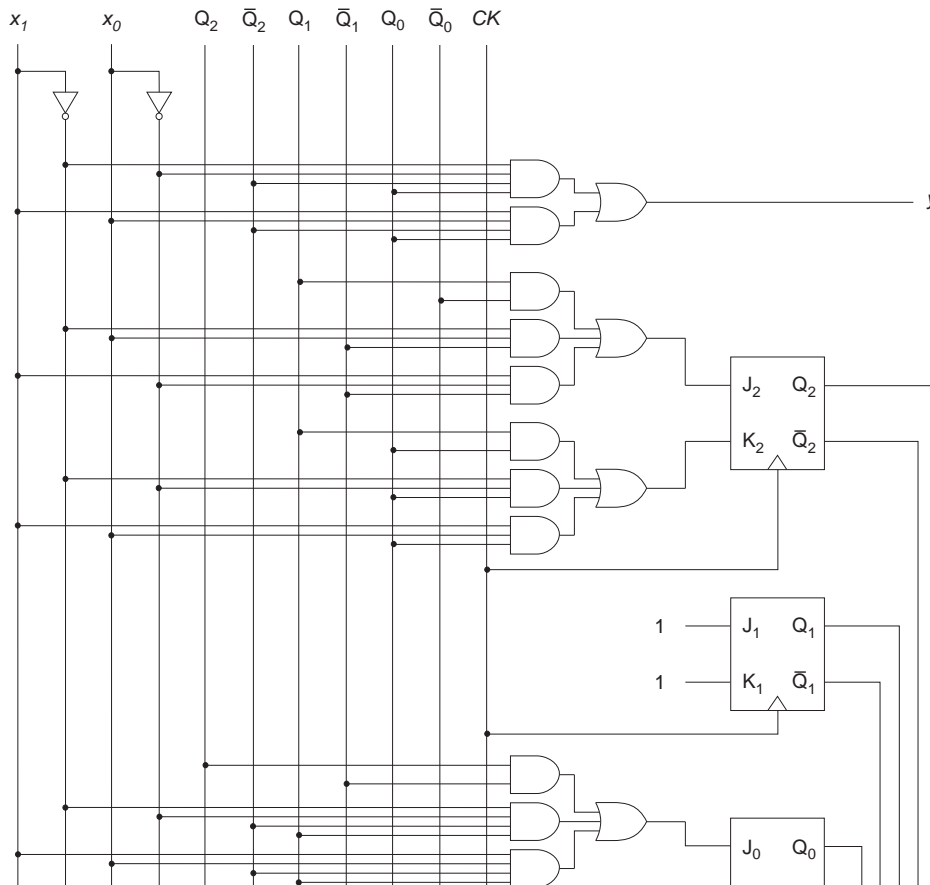 x₁ x₀ Q₂ Q̅₂ Q₁ Q̅₁ Q₀ Q̅₀ CK
J₂ Q₂
K₂ Q̅₂
1 J₁ Q₁
1 K₁ Q̅₁
J₀ Q₀